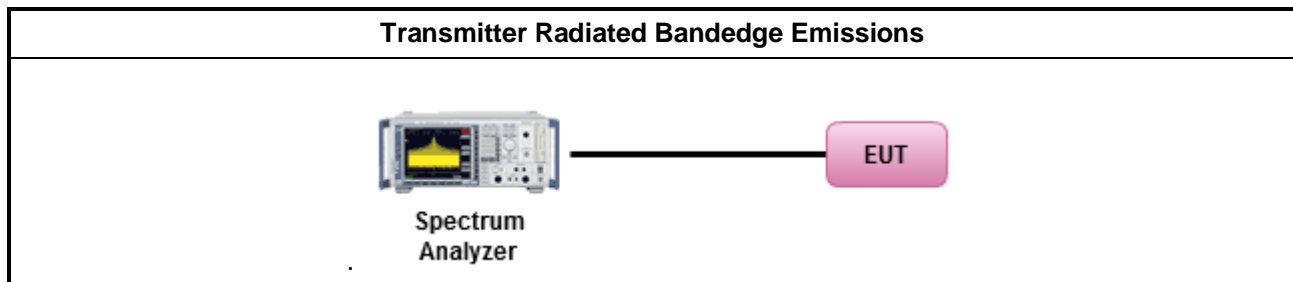 Transmitter Radiated Bandedge Emissions
EUT
Spectrum
Analyzer
.